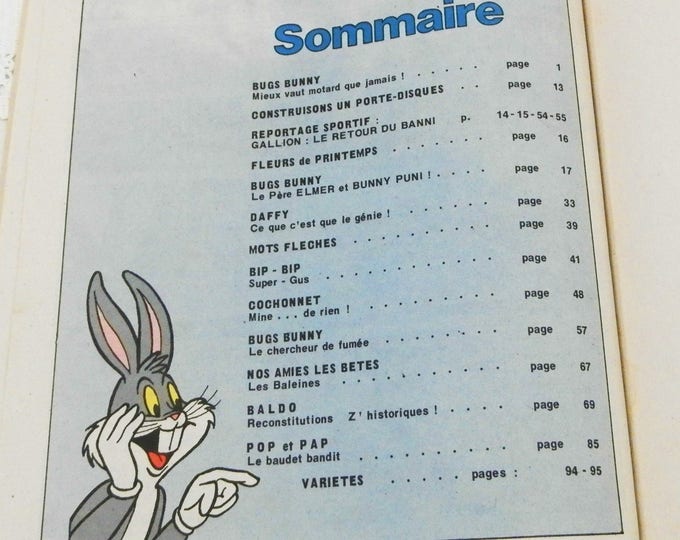 Sommaire
BUGS BUNNY
Mieux vaut motard que jamais ! . . . . . page 1
CONSTRUISONS UN PORTE-DISQUES . . page 13
REPORTAGE SPORTIF :
GALLION : LE RETOUR DU BANNI p. 14 - 15 - 54 - 55
FLEURS de PRINTEMPS . . . . . . . page 16
BUGS BUNNY
Le Père ELMER et BUNNY PUNI ! . . . . page 17
DAFFY
Ce que c'est que le génie ! . . . . . . page 33
MOTS FLECHES . . . . . . . . . . page 39
BIP - BIP
Super - Gus . . . . . . . . . . . . page 41
COCHONNET
Mine . . . de rien ! . . . . . . . . . page 48
BUGS BUNNY
Le chercheur de fumée . . . . . . . page 57
NOS AMIES LES BETES
Les Baleines . . . . . . . . . . . page 67
BALDO
Reconstitutions Z' historiques ! . . . . page 69
POP et PAP
Le baudet bandit . . . . . . . . . . page 85
VARIETES . . . . . pages : 94 - 95